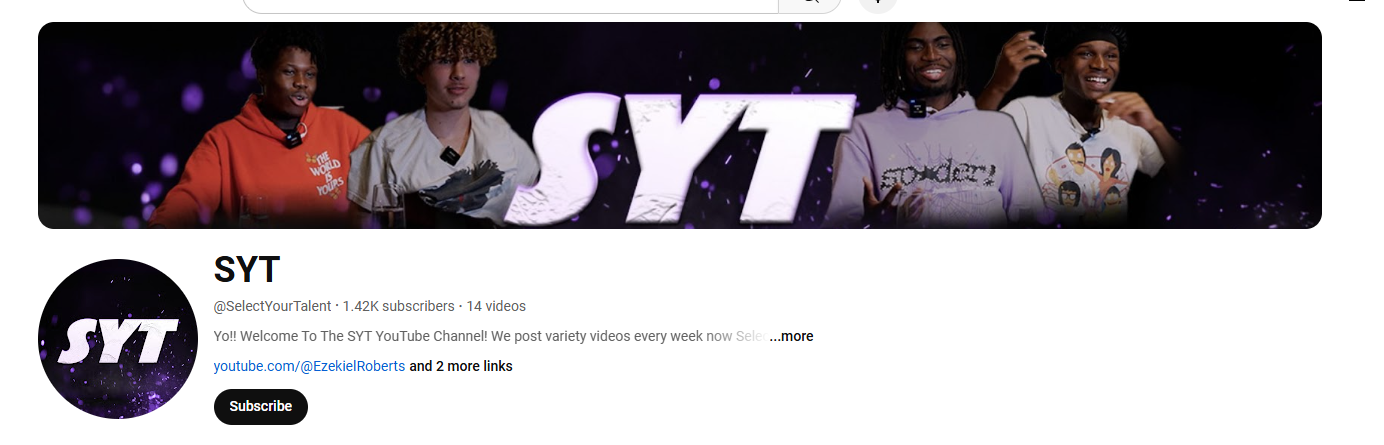 THE
WORLD
IS
YOURS
SYT
SYT
SYT
@SelectYourTalent · 1.42K subscribers · 14 videos
Yo!! Welcome To The SYT YouTube Channel! We post variety videos every week now Selec ...more
youtube.com/@EzekielRoberts and 2 more links
Subscribe